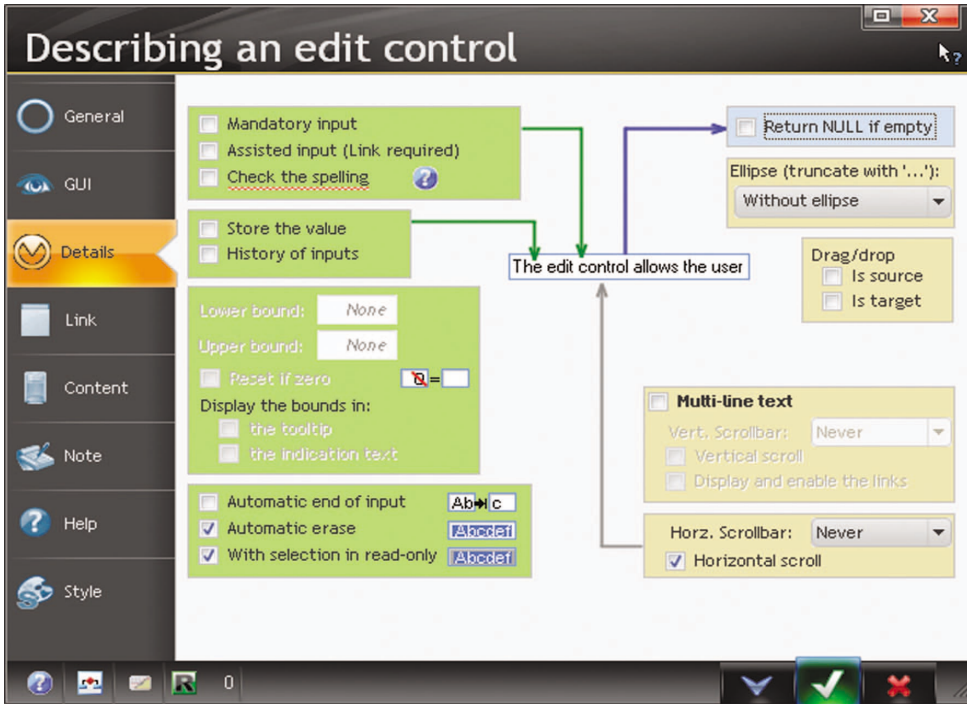 Describing an edit control
General
GUI
Details
Link
Content
Note
Help
Style
Mandatory input
Assisted input (Link required)
Check the spelling
Store the value
History of inputs
Lower bound: None
Upper bound: None
Reset if zero 0=
Display the bounds in:
the tooltip
the indication text
Automatic end of input Ab c
Automatic erase Abcdef
With selection in read-only Abcdef
The edit control allows the user
Return NULL if empty
Ellipse (truncate with '...'):
Without ellipse
Drag/drop
Is source
Is target
Multi-line text
Vert. Scrollbar: Never
Vertical scroll
Display and enable the links
Horz. Scrollbar: Never
Horizontal scroll
R 0